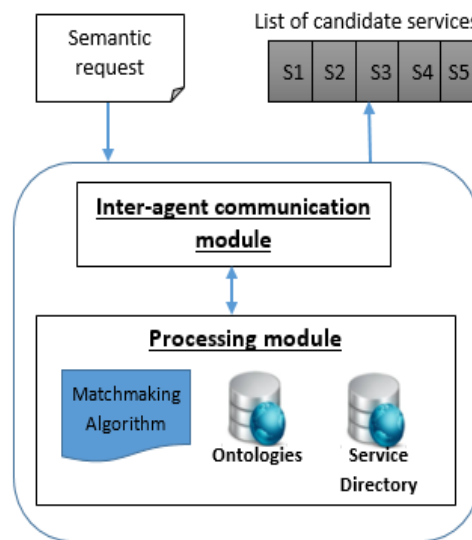 Semantic
request
List of candidate services
S1 S2 S3 S4 S5
Inter-agent communication
module
Processing module
Matchmaking
Algorithm
Ontologies
Service
Directory